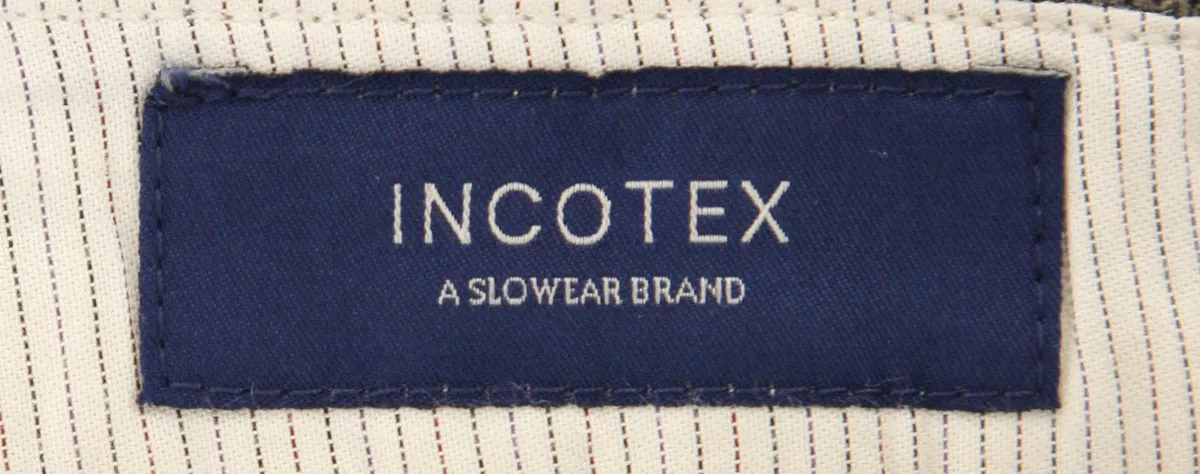 INCOTEX
A SLOWEAR BRAND